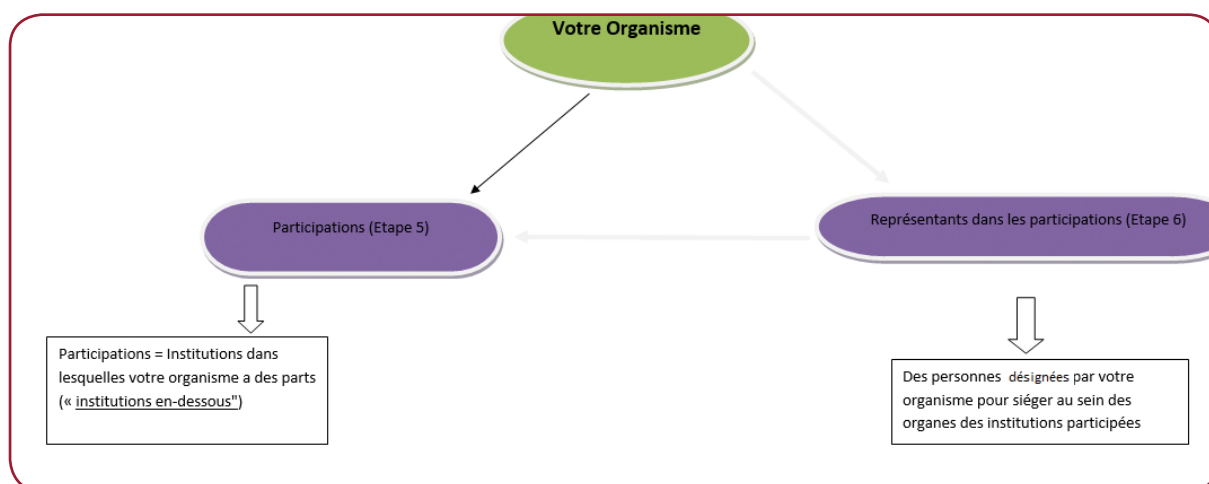 Votre Organisme
Participations (Etape 5)
Représentants dans les participations (Etape 6)
Participations = Institutions dans
lesquelles votre organisme a des parts
(« institutions en-dessous")
Des personnes désignées par votre
organisme pour siéger au sein des
organes des institutions participées